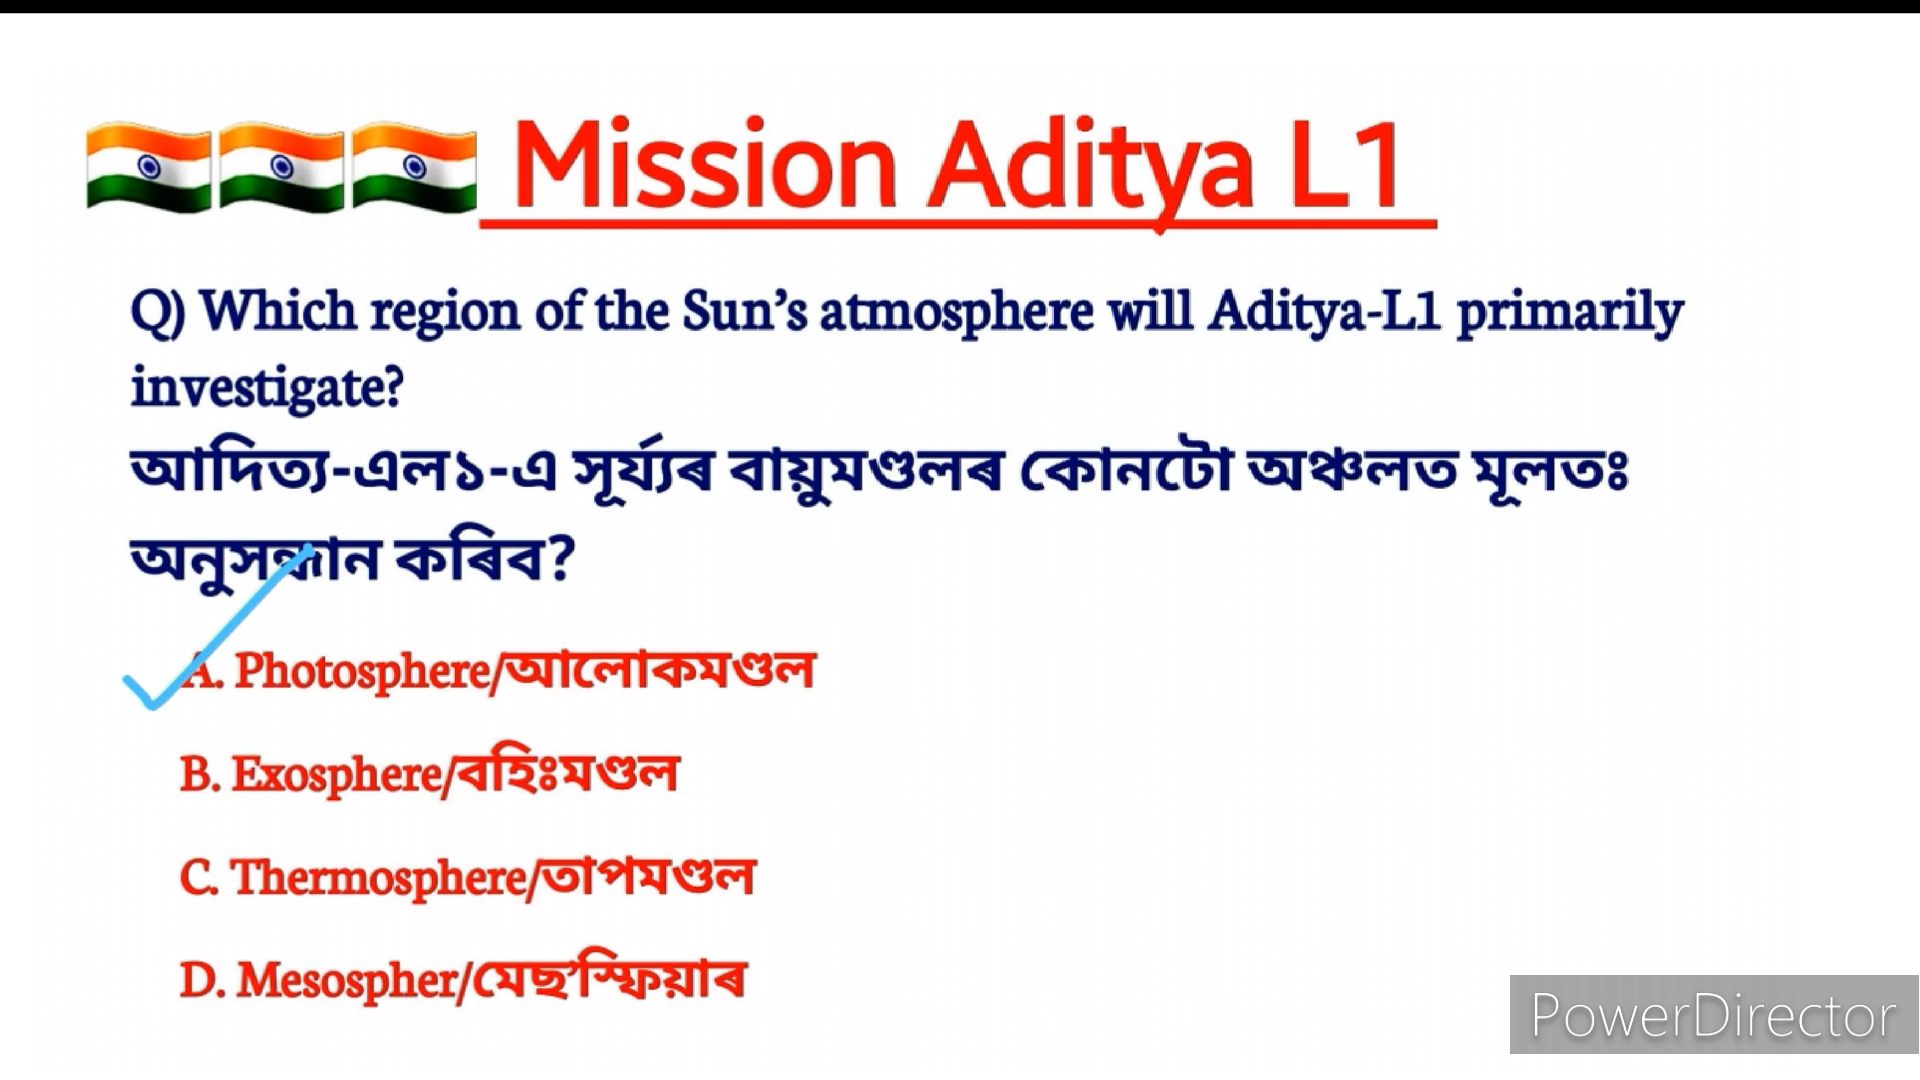 Mission Aditya L1
Q) Which region of the Sun’s atmosphere will Aditya-L1 primarily
investigate?
আদিত্য-এল১-এ সূৰ্য্যৰ বায়ুমণ্ডলৰ কোনটো অঞ্চলত মূলতঃ
অনুসন্ধান কৰিব?
A. Photosphere/আলোকমণ্ডল
B. Exosphere/বহিঃমণ্ডল
C. Thermosphere/তাপমণ্ডল
D. Mesospher/মেছ’স্ফিয়াৰ
PowerDirector